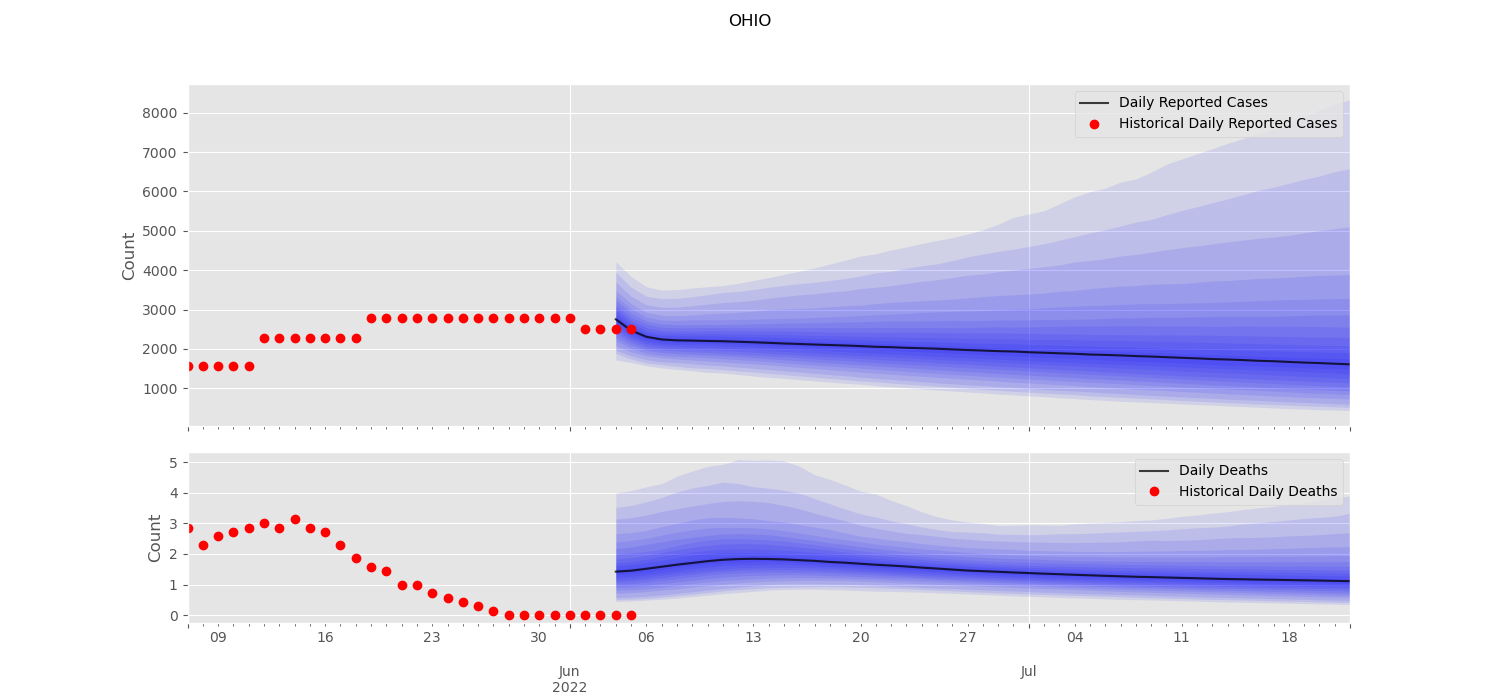 OHIO
Daily Reported Cases
Historical Daily Reported Cases
8000
7000
6000
5000
4000
3000
2000
1000
Count
Daily Deaths
Historical Daily Deaths
5
4
3
2
1
0
Count
09 16 23 30 06 13 20 27 04 11 18
Jun Jul
2022